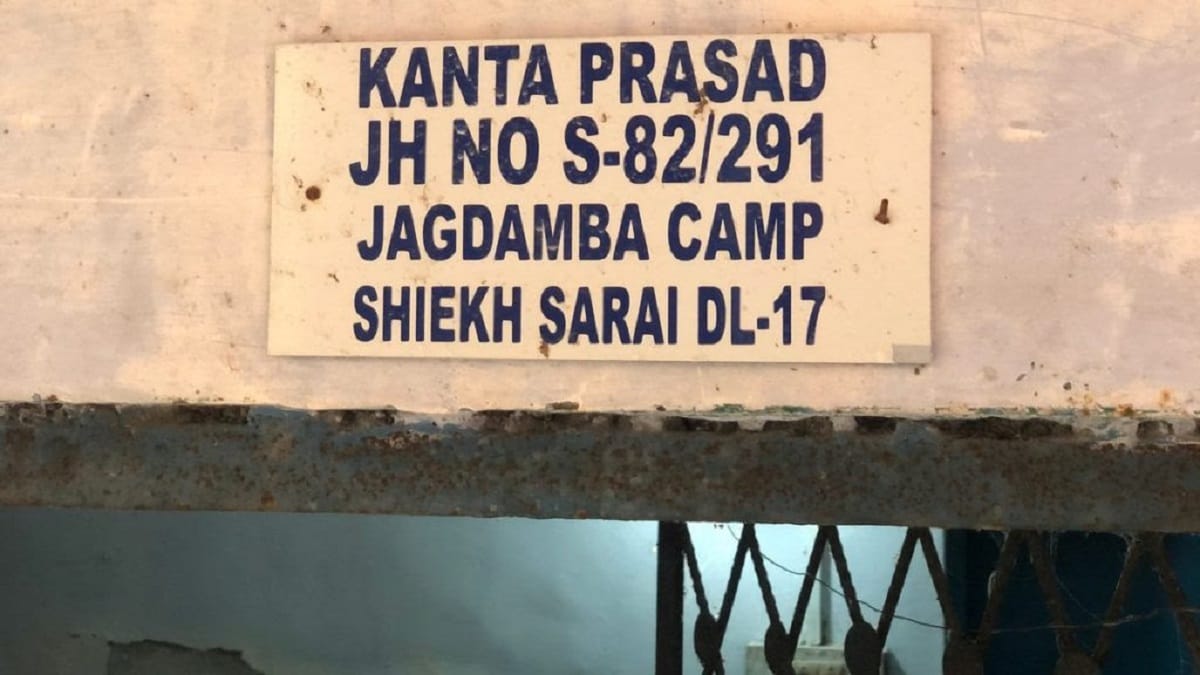 KANTA PRASAD
JH NO S-82/291
JAGDAMBA CAMP
SHIEKH SARAI DL-17